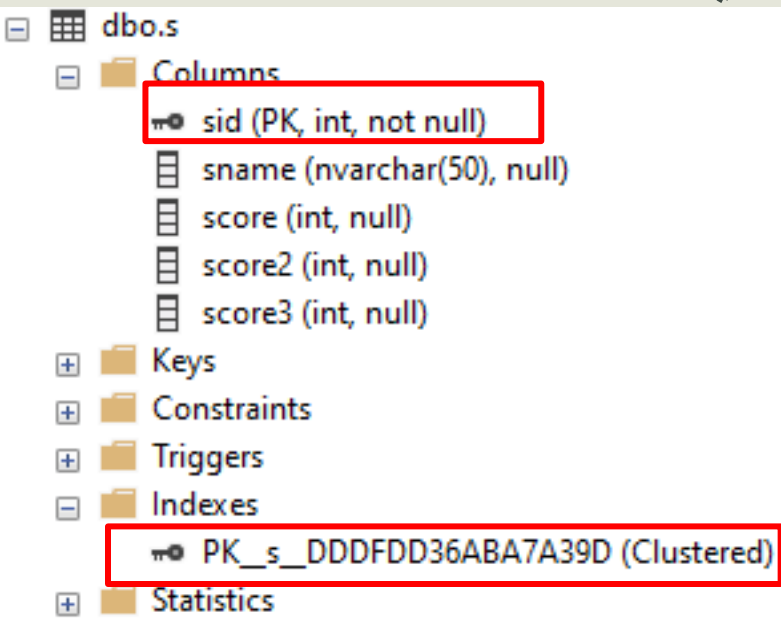 dbo.s
Columns
sid (PK, int, not null)
sname (nvarchar(50), null)
score (int, null)
score2 (int, null)
score3 (int, null)
Keys
Constraints
Triggers
Indexes
PK__s__DDDFDD36ABA7A39D (Clustered)
Statistics